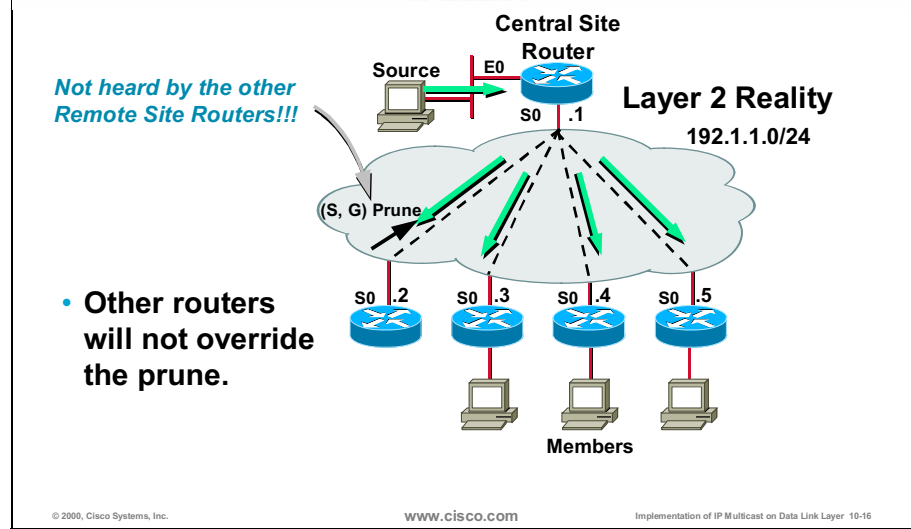 Central Site
Router
Source
E0
Not heard by the other
Remote Site Routers!!!
S0
.1
Layer 2 Reality
192.1.1.0/24
(S, G) Prune
S0
.2
S0
.3
S0
.4
S0
.5
• Other routers
will not override
the prune.
Members
© 2000, Cisco Systems, Inc.
www.cisco.com
Implementation of IP Multicast on Data Link Layer 10-16